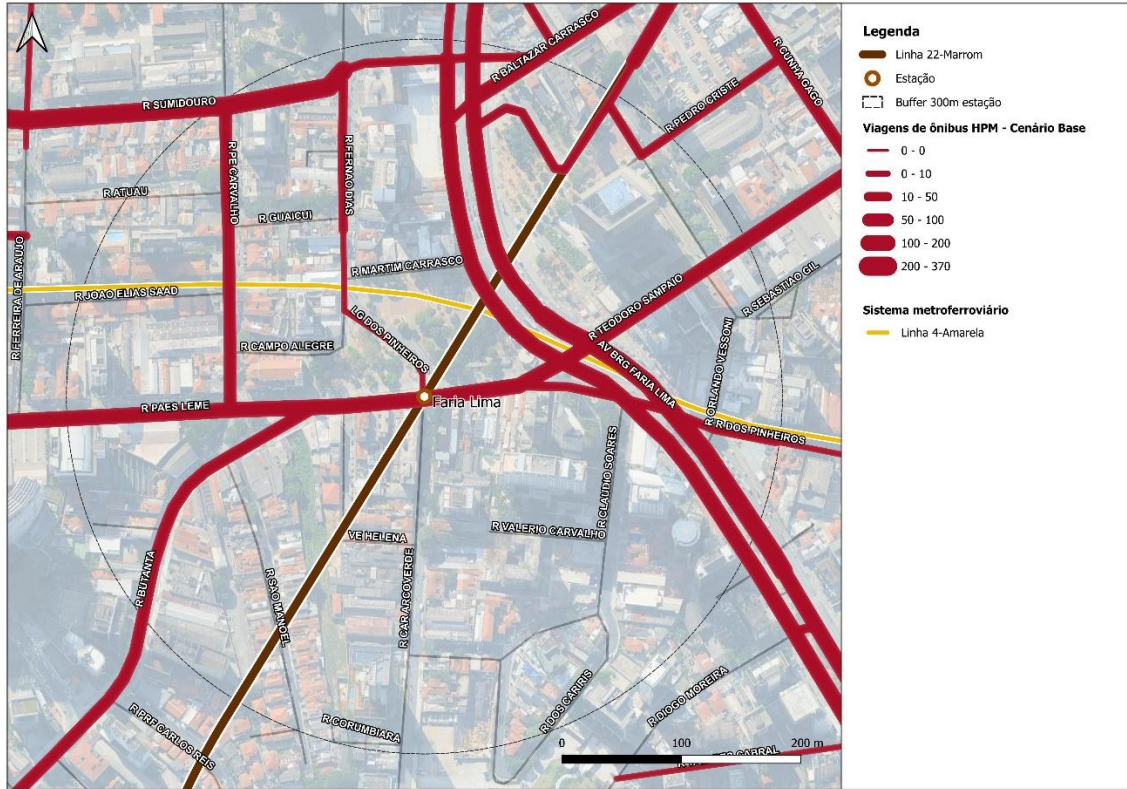 R BALTAZAR CARRASCO
R CUNHA GAGO
R SUMIDOURO
R PEDRO CRISTE
R PE CARVALHO
R FERNAO DIAS
R ATUAU
R GUAICUI
R MARTIM CARRASCO
R FERREIRA DE ARAUJO
R JOAO ELIAS SAAD
R TEODORO SAMPAIO
R SEBASTIAO GIL
LG DOS PINHEIROS
R CAMPO ALEGRE
AV BRG FARIA LIMA
R ORLANDO VESSONI
R PAES LEME
Faria Lima
R DOS PINHEIROS
R CLAUDIO SOARES
R VALERIO CARVALHO
VE HELENA
R BUTANTA
R SAO MANOEL
R CAR ARCOVERDE
R DOS CARIRIS
R DIOGO MOREIRA
R PRF CARLOS REIS
R CORUMBIARA
CABRAL
0 100 200 m
Legenda
Linha 22-Marrom
Estação
Buffer 300m estação
Viagens de ônibus HPM - Cenário Base
0 - 0
0 - 10
10 - 50
50 - 100
100 - 200
200 - 370
Sistema metroferroviário
Linha 4-Amarela